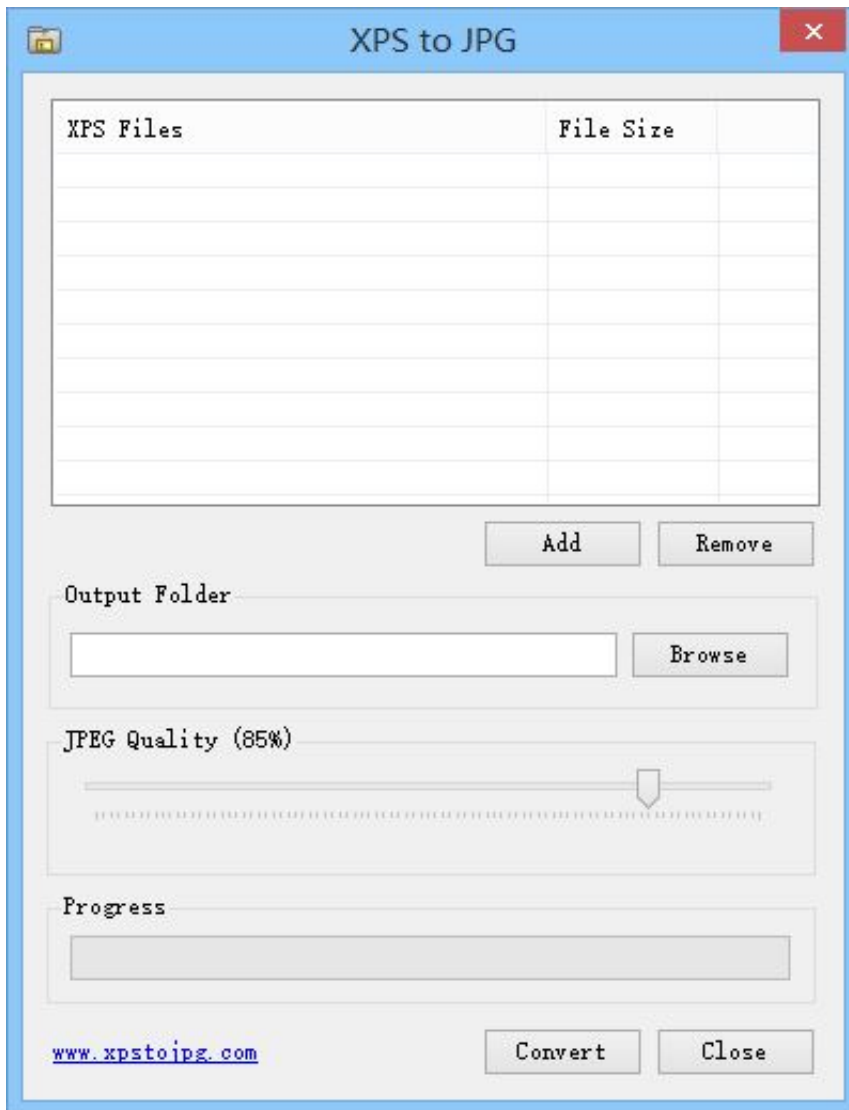 XPS to JPG
XPS Files File Size
Add Remove
Output Folder
Browse
JPEG Quality (85%)
Progress
www.xpstojpg.com Convert Close